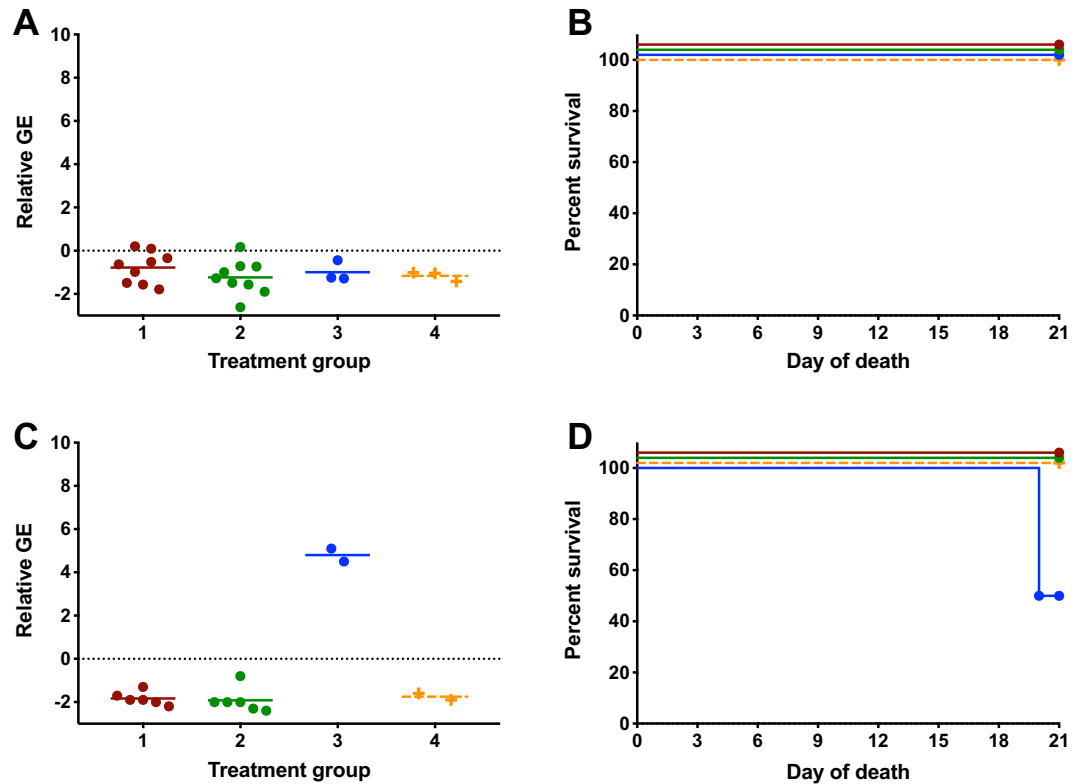 A
10
8
6
4
2
0
-2
Relative GE
1 2 3 4
Treatment group
B
100
80
60
40
20
0
Percent survival
0 3 6 9 12 15 18 21
Day of death
C
10
8
6
4
2
0
-2
Relative GE
1 2 3 4
Treatment group
D
100
80
60
40
20
0
Percent survival
0 3 6 9 12 15 18 21
Day of death